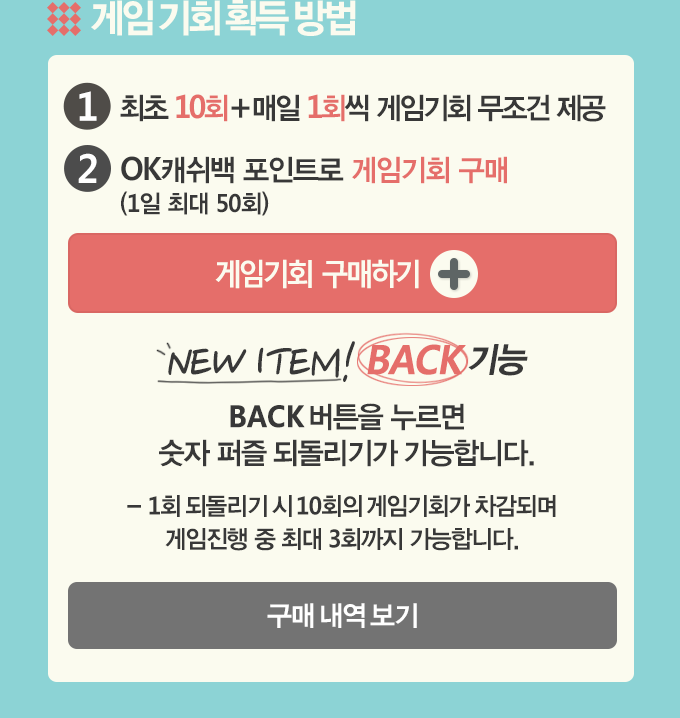 게임 기회 획득 방법
1 최초 10회+매일 1회씩 게임기회 무조건 제공
2 OK캐쉬백 포인트로 게임기회 구매
(1일 최대 50회)
게임기회 구매하기
NEW ITEM! BACK 기능
BACK 버튼을 누르면
숫자 퍼즐 되돌리기가 가능합니다.
- 1회 되돌리기 시 10회의 게임기회가 차감되며
게임진행 중 최대 3회까지 가능합니다.
구매 내역 보기